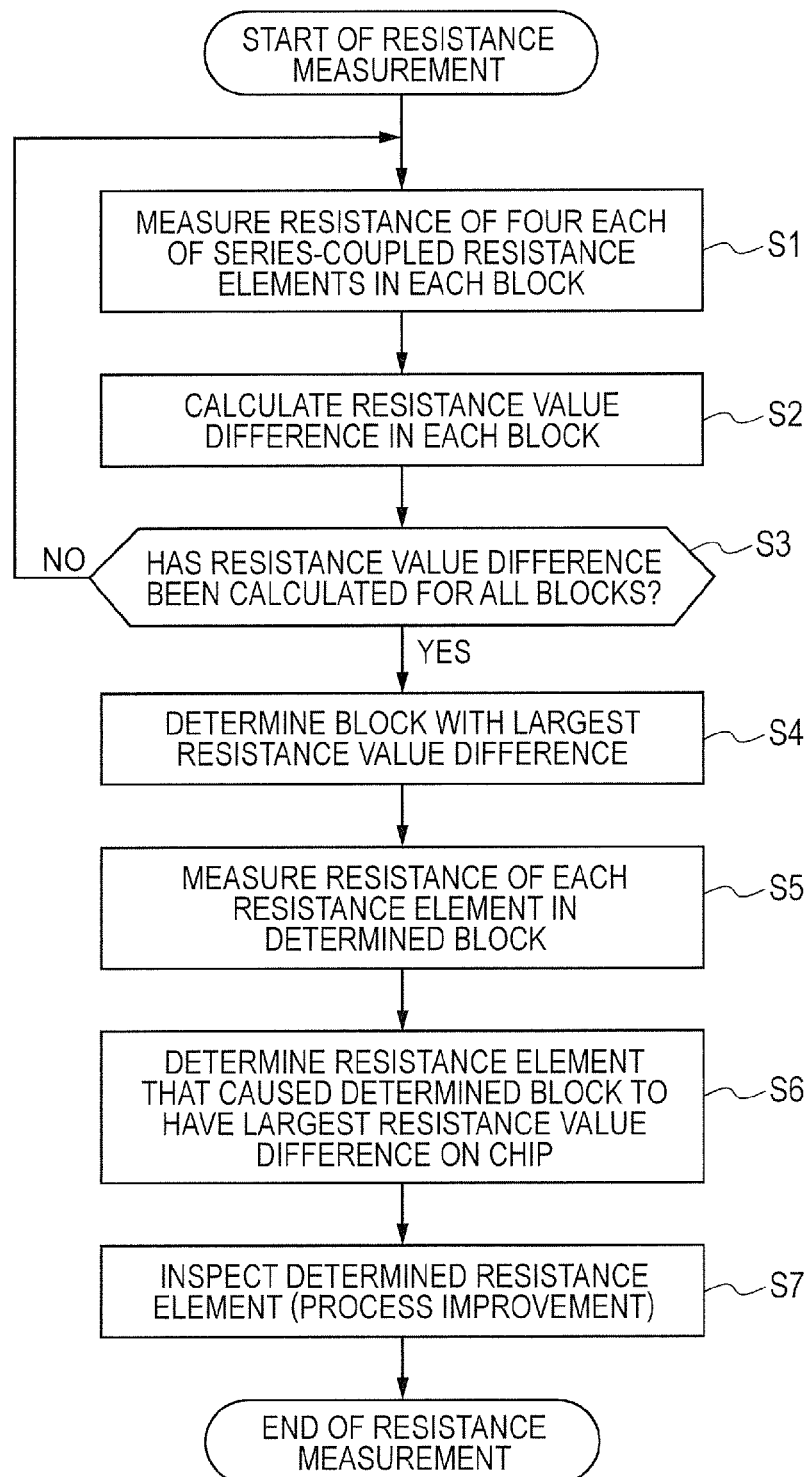 START OF RESISTANCE
MEASUREMENT
MEASURE RESISTANCE OF FOUR EACH
OF SERIES-COUPLED RESISTANCE
ELEMENTS IN EACH BLOCK
S1
CALCULATE RESISTANCE VALUE
DIFFERENCE IN EACH BLOCK
S2
HAS RESISTANCE VALUE DIFFERENCE
BEEN CALCULATED FOR ALL BLOCKS?
S3
NO
YES
DETERMINE BLOCK WITH LARGEST
RESISTANCE VALUE DIFFERENCE
S4
MEASURE RESISTANCE OF EACH
RESISTANCE ELEMENT IN
DETERMINED BLOCK
S5
DETERMINE RESISTANCE ELEMENT
THAT CAUSED DETERMINED BLOCK TO
HAVE LARGEST RESISTANCE VALUE
DIFFERENCE ON CHIP
S6
INSPECT DETERMINED RESISTANCE
ELEMENT (PROCESS IMPROVEMENT)
S7
END OF RESISTANCE
MEASUREMENT